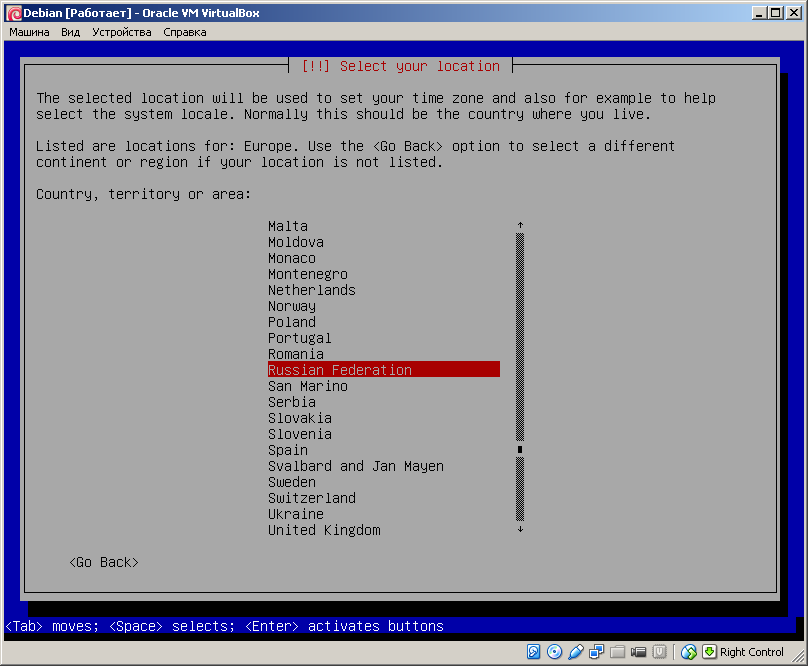 Debian [Работает] - Oracle VM VirtualBox
Машина Вид Устройства Справка
[!!] Select your location
The selected location will be used to set your time zone and also for example to help
select the system locale. Normally this should be the country where you live.
Listed are locations for: Europe. Use the <Go Back> option to select a different
continent or region if your location is not listed.
Country, territory or area:
Malta
Moldova
Monaco
Montenegro
Netherlands
Norway
Poland
Portugal
Romania
Russian Federation
San Marino
Serbia
Slovakia
Slovenia
Spain
Svalbard and Jan Mayen
Sweden
Switzerland
Ukraine
United Kingdom
<Go Back>
<Tab> moves; <Space> selects; <Enter> activates buttons
Right Control